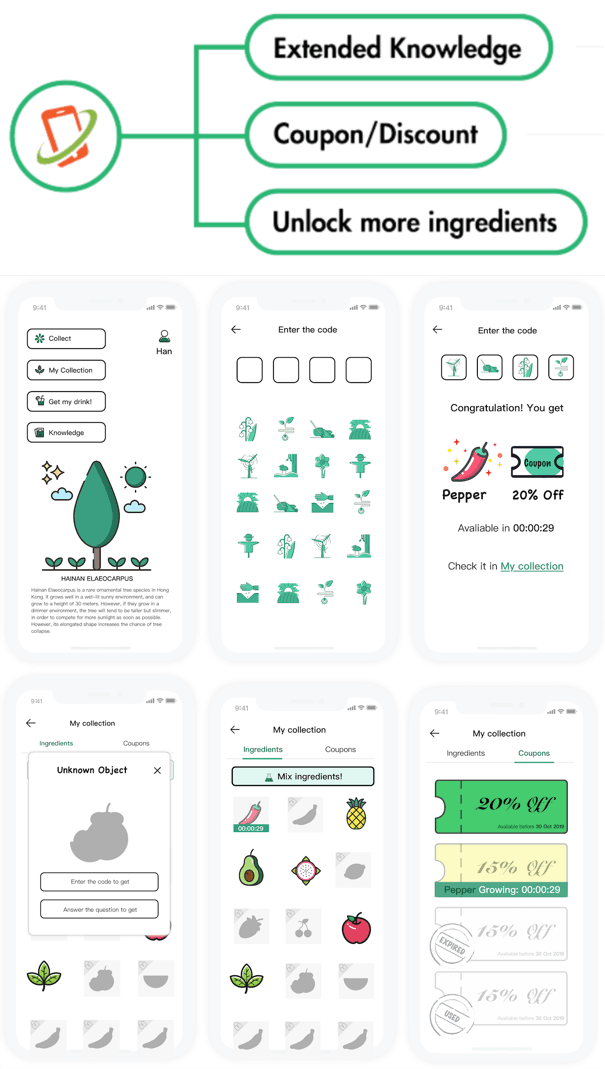 Extended Knowledge
Coupon/Discount
Unlock more ingredients
9:41
Collect
Han
My Collection
Get my drink!
Knowledge
HAINAN ELAEOCARPUS
Hainan Elaeocarpus is a rare ornamental tree species in Hong
Kong. It grows well in a well-lit sunny environment, and can
grow to a height of 30 meters. However, if they grow in a
dimmer environment, the tree will tend to be taller but slimmer,
in order to compete for more sunlight as soon as possible.
However, its elongated shape increases the chance of tree
collapse.
9:41
Enter the code
9:41
Enter the code
Congratulation! You get
Coupon
Pepper
20% Off
Avaliable in 00:00:29
Check it in My collection
9:41
My collection
Ingredients
Coupons
Unknown Object
Enter the code to get
Answer the question to get
9:41
My collection
Ingredients
Coupons
Mix ingredients!
00:00:29
9:41
My collection
Ingredients
Coupons
20% Off
Available before 30 Oct 2019
15% Off
Pepper Growing: 00:00:29
15% Off
Available before 30 Oct 2019
EXPIRED
15% Off
Available before 30 Oct 2019
USED